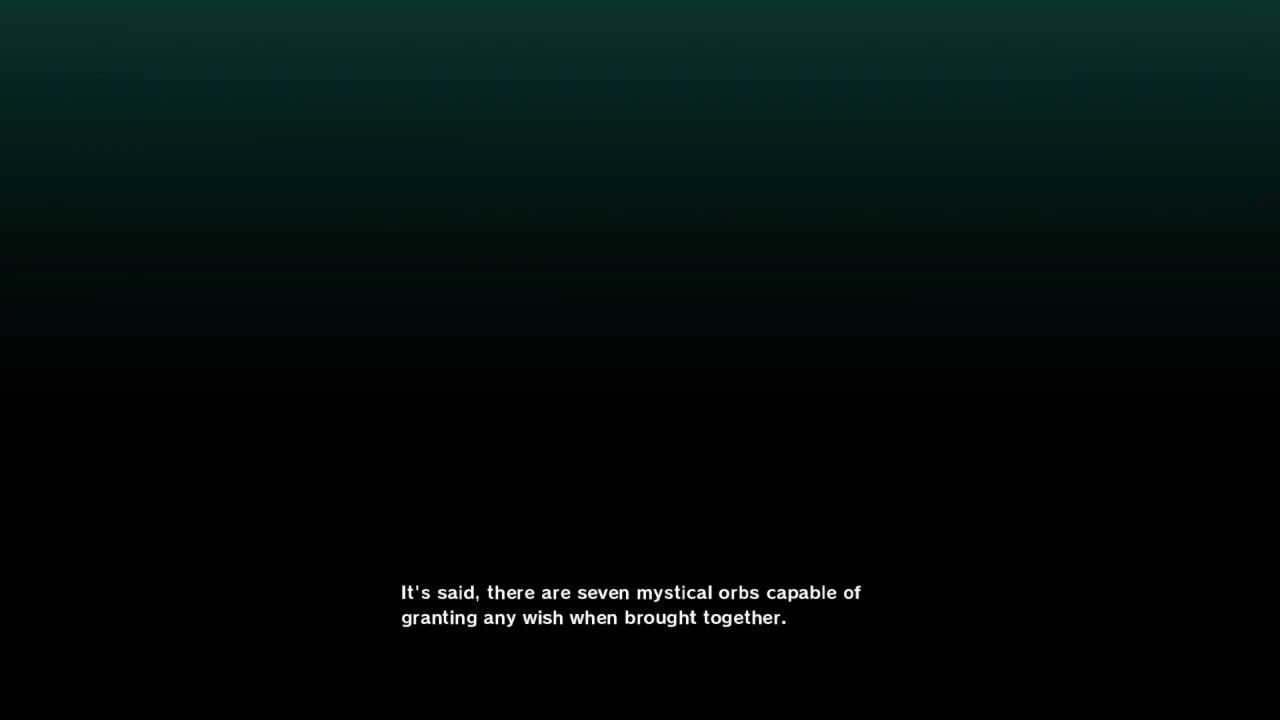 It's said, there are seven mystical orbs capable of
granting any wish when brought together.